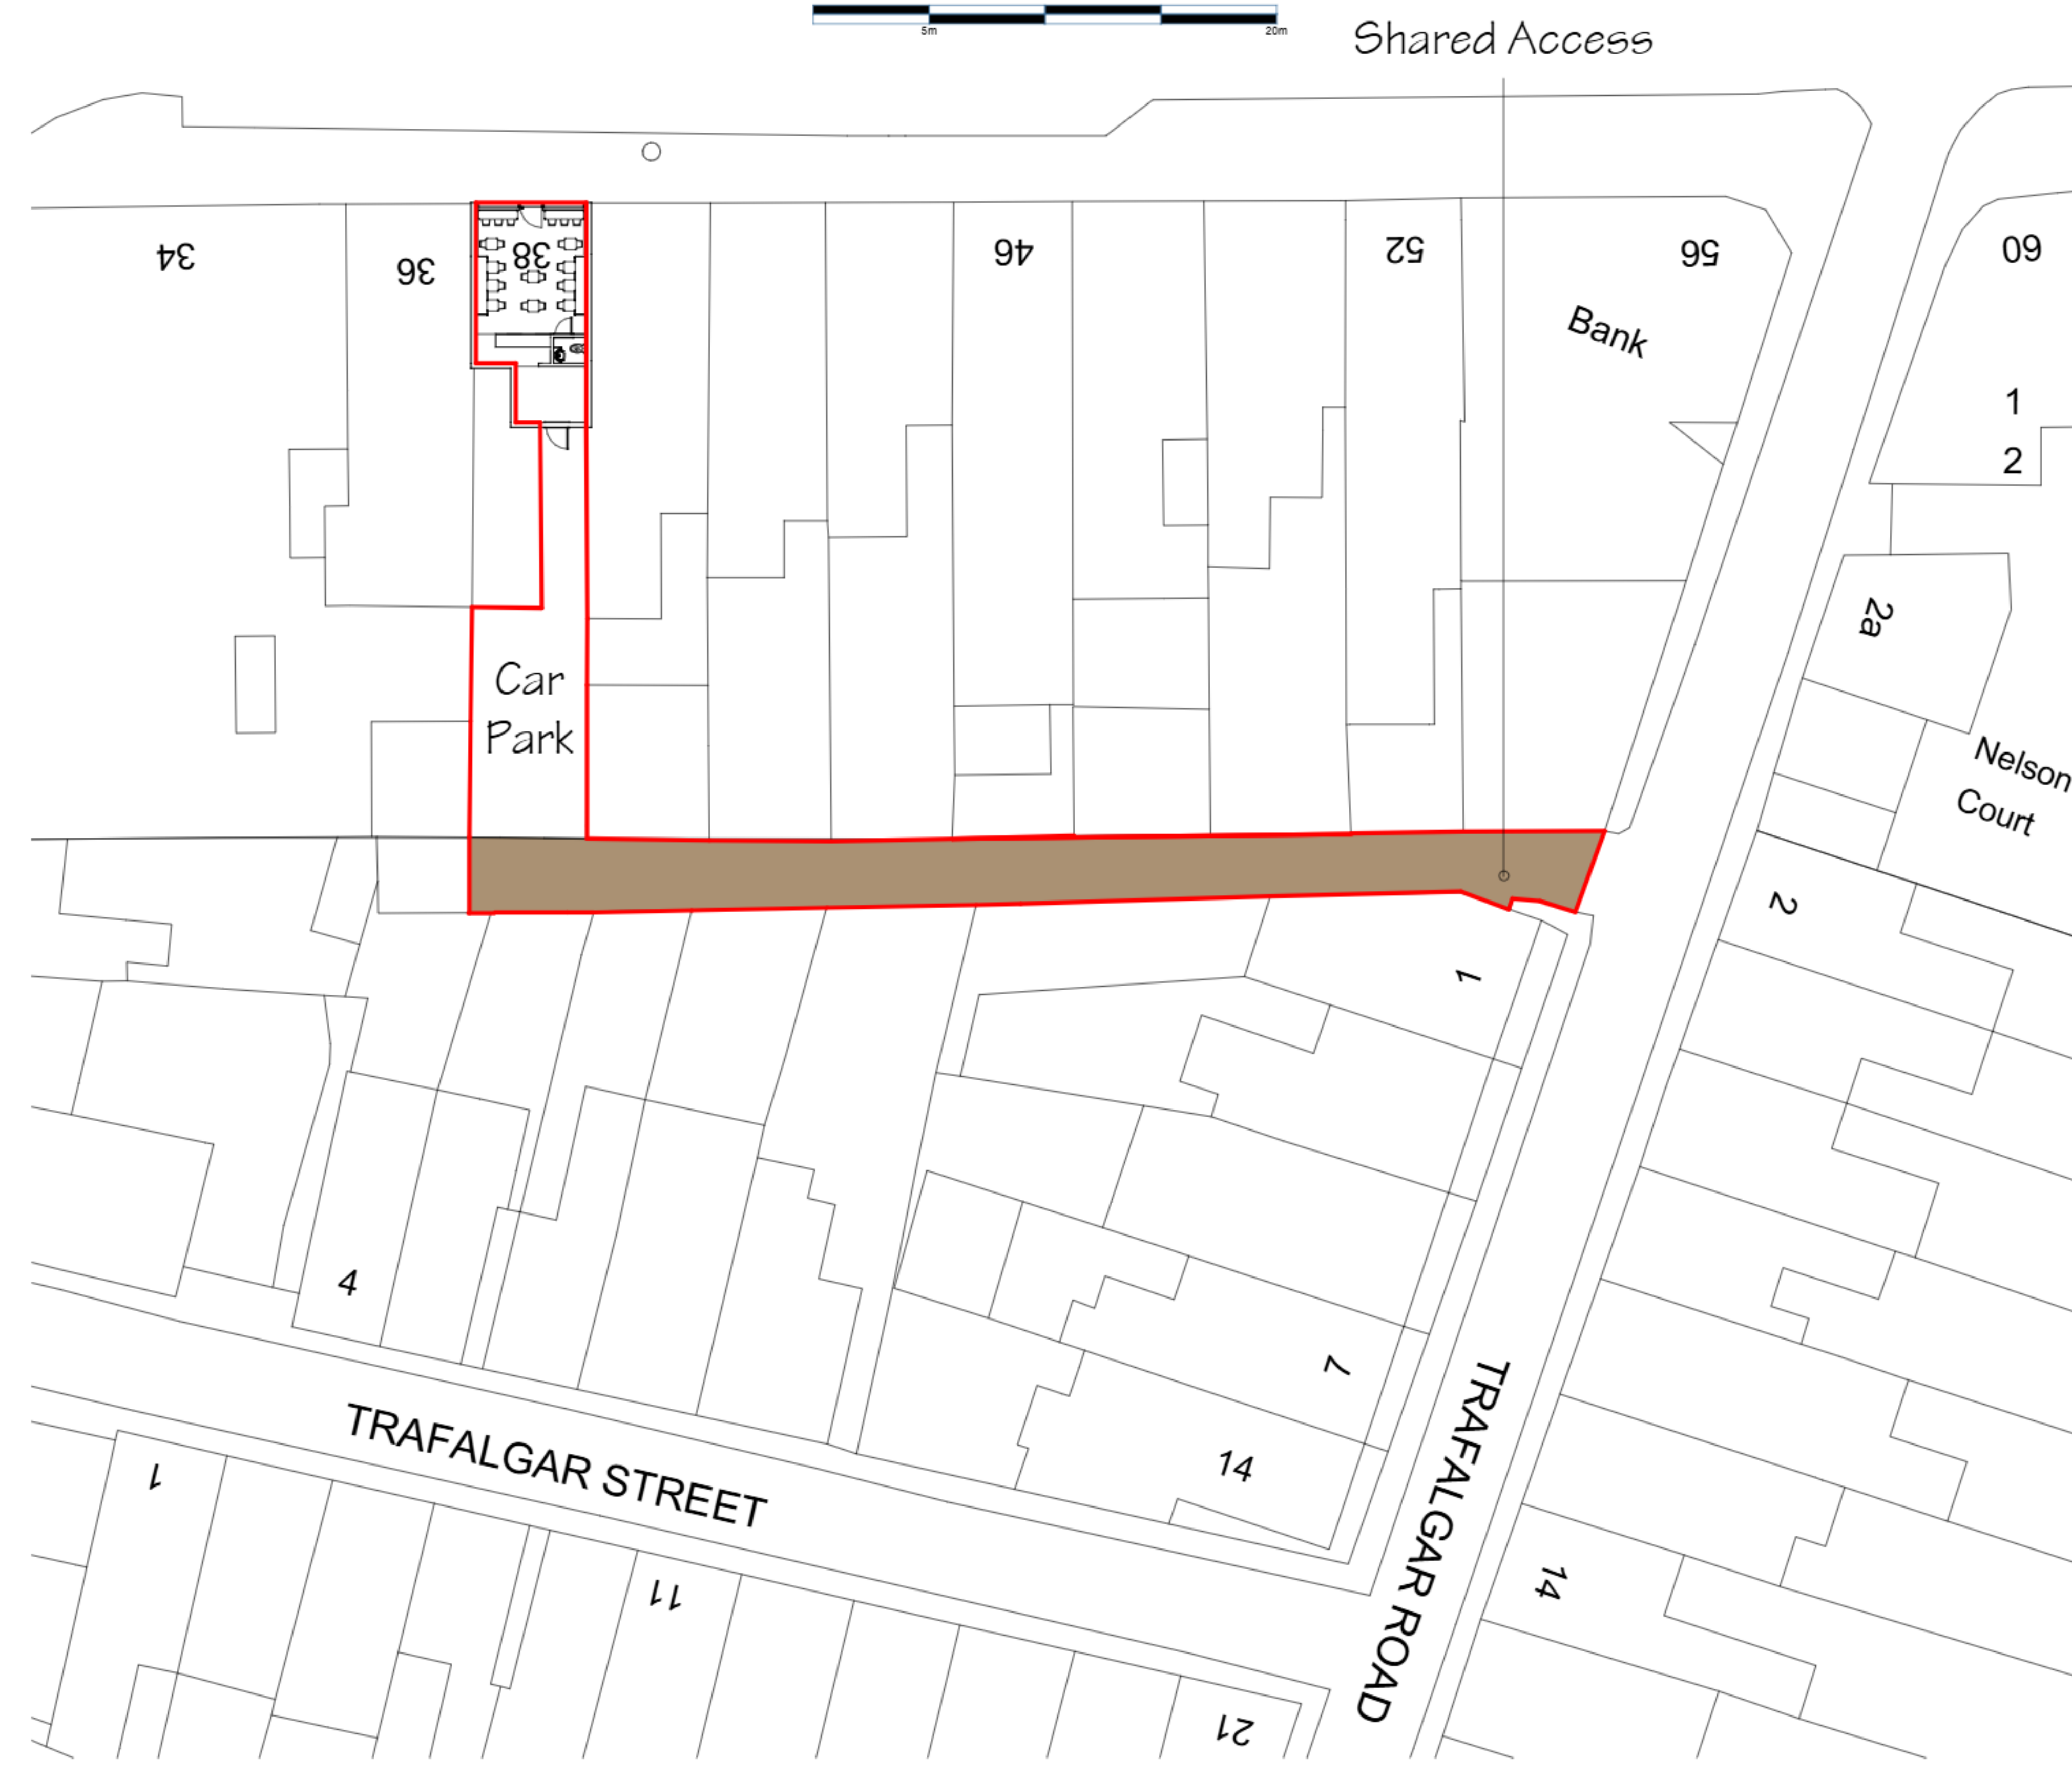 5m 20m
Shared Access
34
36
38
46
52
56
60
Bank
1
2
2a
Car
Park
Nelson
Court
2
1
4
7
14
TRAFALGAR STREET
TRAFALGAR ROAD
1
11
14
21